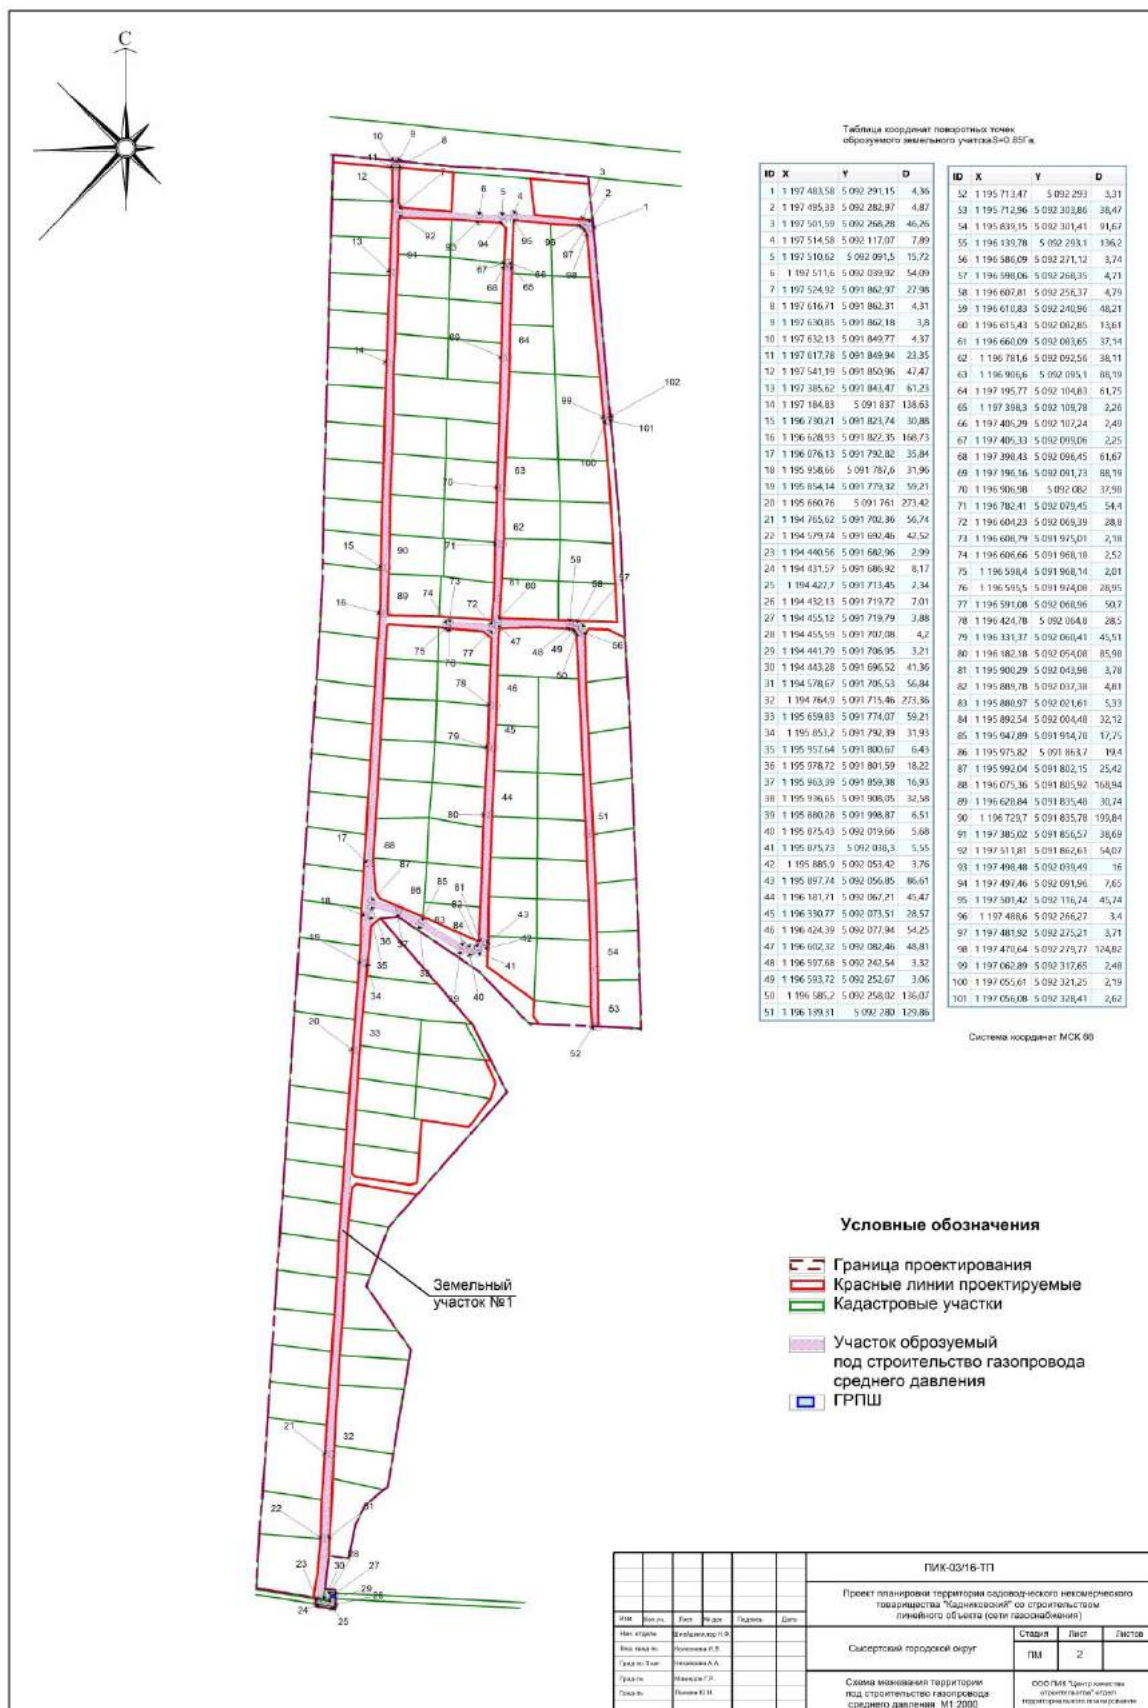 С
Таблица координат поворотных точек
оброзуемого земельного учатскаS=0.85Га.
ID X Y D
1 1 197 483,58 5 092 291,15 4,36
2 1 197 495,33 5 092 282,97 4,87
3 1 197 501,59 5 092 268,28 46,26
4 1 197 514,58 5 092 117,07 7,89
5 1 197 510,62 5 092 091,5 15,72
6 1 197 511,6 5 092 039,92 54,09
7 1 197 524,92 5 091 862,97 27,98
8 1 197 616,71 5 091 862,31 4,31
9 1 197 630,85 5 091 862,18 3,8
10 1 197 632,13 5 091 849,77 4,37
11 1 197 617,78 5 091 849,94 23,35
12 1 197 541,19 5 091 850,96 47,47
13 1 197 385,62 5 091 843,47 61,23
14 1 197 184,83 5 091 837 138,63
15 1 196 730,21 5 091 823,74 30,88
16 1 196 628,93 5 091 822,35 168,73
17 1 196 076,13 5 091 792,82 35,84
18 1 195 958,66 5 091 787,6 31,96
19 1 195 854,14 5 091 779,32 59,21
20 1 195 660,76 5 091 761 273,42
21 1 194 765,62 5 091 702,36 56,74
22 1 194 579,74 5 091 692,46 42,52
23 1 194 440,56 5 091 682,96 2,99
24 1 194 431,57 5 091 686,92 8,17
25 1 194 427,7 5 091 713,45 2,34
26 1 194 432,13 5 091 719,72 7,01
27 1 194 455,12 5 091 719,79 3,88
28 1 194 455,59 5 091 707,08 4,2
29 1 194 441,79 5 091 706,95 3,21
30 1 194 443,28 5 091 696,52 41,36
31 1 194 578,67 5 091 705,53 56,84
32 1 194 764,9 5 091 715,46 273,36
33 1 195 659,83 5 091 774,07 59,21
34 1 195 853,2 5 091 792,39 31,93
35 1 195 957,64 5 091 800,67 6,43
36 1 195 978,72 5 091 801,59 18,22
37 1 195 963,39 5 091 859,38 16,93
38 1 195 936,65 5 091 908,05 32,58
39 1 195 880,28 5 091 998,87 6,51
40 1 195 875,43 5 092 019,66 5,68
41 1 195 875,73 5 092 038,3 5,55
42 1 195 885,9 5 092 053,42 3,76
43 1 195 897,74 5 092 056,85 86,61
44 1 196 181,71 5 092 067,21 45,47
45 1 196 330,77 5 092 073,51 28,57
46 1 196 424,39 5 092 077,94 54,25
47 1 196 602,32 5 092 082,46 48,81
48 1 196 597,68 5 092 242,54 3,32
49 1 196 593,72 5 092 252,67 3,06
50 1 196 585,2 5 092 258,02 136,07
51 1 196 139,31 5 092 280 129,86
ID X Y D
52 1 195 713,47 5 092 293 3,31
53 1 195 712,96 5 092 303,86 38,47
54 1 195 839,15 5 092 301,41 91,67
55 1 196 139,78 5 092 293,1 136,2
56 1 196 586,09 5 092 271,12 3,74
57 1 196 598,06 5 092 268,35 4,71
58 1 196 607,81 5 092 256,37 4,79
59 1 196 610,83 5 092 240,96 48,21
60 1 196 615,43 5 092 082,85 13,61
61 1 196 660,09 5 092 083,65 37,14
62 1 196 781,6 5 092 092,56 38,11
63 1 196 906,6 5 092 095,1 88,19
64 1 197 195,77 5 092 104,83 61,75
65 1 197 398,3 5 092 109,78 2,26
66 1 197 405,29 5 092 107,24 2,49
67 1 197 405,33 5 092 099,06 2,25
68 1 197 398,43 5 092 096,45 61,67
69 1 197 196,16 5 092 091,73 88,19
70 1 196 906,98 5 092 082 37,98
71 1 196 782,41 5 092 079,45 54,4
72 1 196 604,23 5 092 069,39 28,8
73 1 196 608,79 5 091 975,01 2,18
74 1 196 606,66 5 091 968,18 2,52
75 1 196 598,4 5 091 968,14 2,01
76 1 196 595,5 5 091 974,08 28,95
77 1 196 591,08 5 092 068,96 50,7
78 1 196 424,78 5 092 064,8 28,5
79 1 196 331,37 5 092 060,41 45,51
80 1 196 182,18 5 092 054,08 85,98
81 1 195 900,29 5 092 043,98 3,78
82 1 195 889,78 5 092 037,38 4,81
83 1 195 888,97 5 092 021,61 5,33
84 1 195 892,54 5 092 004,48 32,12
85 1 195 947,89 5 091 914,78 17,75
86 1 195 975,82 5 091 863,7 19,4
87 1 195 992,04 5 091 802,15 25,42
88 1 196 075,36 5 091 805,92 168,94
89 1 196 628,84 5 091 835,48 30,74
90 1 196 729,7 5 091 835,78 199,84
91 1 197 385,02 5 091 856,57 38,69
92 1 197 511,81 5 091 862,61 54,07
93 1 197 498,48 5 092 039,49 16
94 1 197 497,46 5 092 091,96 7,65
95 1 197 501,42 5 092 116,74 45,74
96 1 197 488,6 5 092 266,27 3,4
97 1 197 481,92 5 092 275,21 3,71
98 1 197 470,64 5 092 279,77 124,82
99 1 197 062,89 5 092 317,65 2,48
100 1 197 055,61 5 092 321,25 2,19
101 1 197 056,08 5 092 328,41 2,62
Система координат МСК 66
Земельный
участок №1
Условные обозначения
Граница проектирования
Красные линии проектируемые
Кадастровые участки
Участок оброзуемый
под строительство газопровода
среднего давления
ГРПШ
ПИК-03/16-ТП
Проект планировки территории садоводческого некомерческого
товарищества "Кадниковский" со строительством
линейного объекта (сети газоснабжения)
Сысертский городской округ
Стадия Лист Листов
ПМ 2
Схема межевания территории
под строительство газопровода
среднего давления М1:2000